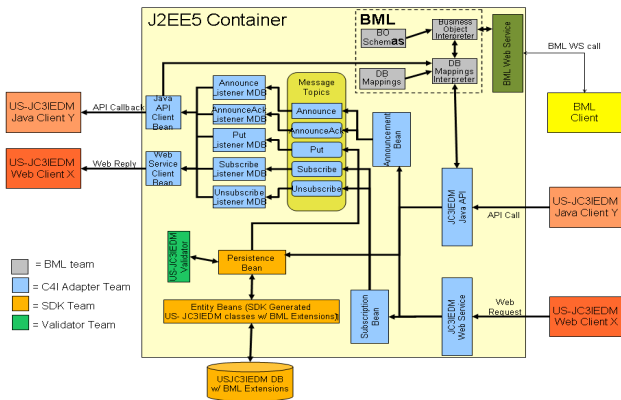 J2EE5 Container
BML
BO
Schemas
Business
Object
Interpreter
DB
Mappings
DB
Mappings
Interpreter
BML Web Service
BML WS call
BML
Client
US-JC3IEDM
Java Client Y
API Callback
Java
API
Client
Bean
Announce
Listener MDB
AnnounceAck
Listener MDB
Put
Listener MDB
Subscribe
Listener MDB
Unsubscribe
Listener MDB
Message
Topics
Announce
AnnounceAck
Put
Subscribe
Unsubscribe
Announcement
Bean
US-JC3IEDM
Web Client X
Web Reply
Web
Service
Client
Bean
JC3IEDM
Java API
API Call
US-JC3IEDM
Java Client Y
US-JC3IEDM
Validator
Persistence
Bean
Entity Beans (SDK Generated
US- JC3IEDM classes w/ BML Extensions)
Subscription
Bean
JC3IEDM
Web Service
Web
Request
US-JC3IEDM
Web Client X
USJC3IEDM DB
w/ BML Extensions
= BML team
= C4I Adapter Team
= SDK Team
= Validator Team